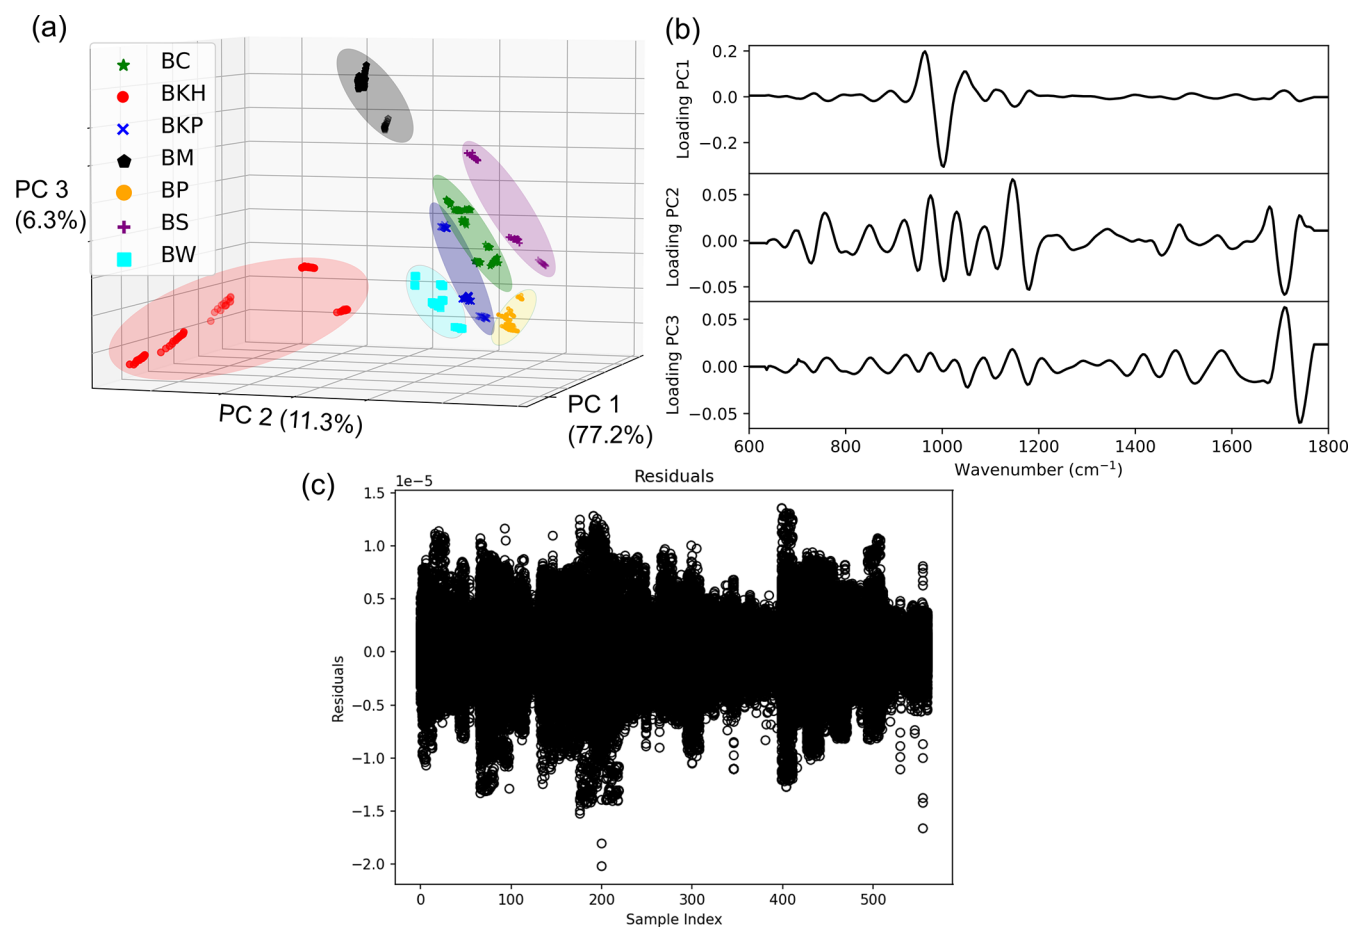 (a)
BC
BKH
BKP
BM
BP
BS
BW
PC 3
(6.3%)
PC 2 (11.3%)
PC 1
(77.2%)
(b)
0.2
0.0
−0.2
Loading PC1
0.05
0.00
−0.05
Loading PC2
0.05
0.00
−0.05
Loading PC3
600 800 1000 1200 1400 1600 1800
Wavenumber (cm⁻¹)
(c)
Residuals
1e−5
1.5
1.0
0.5
0.0
−0.5
−1.0
−1.5
−2.0
Residuals
0 100 200 300 400 500
Sample Index